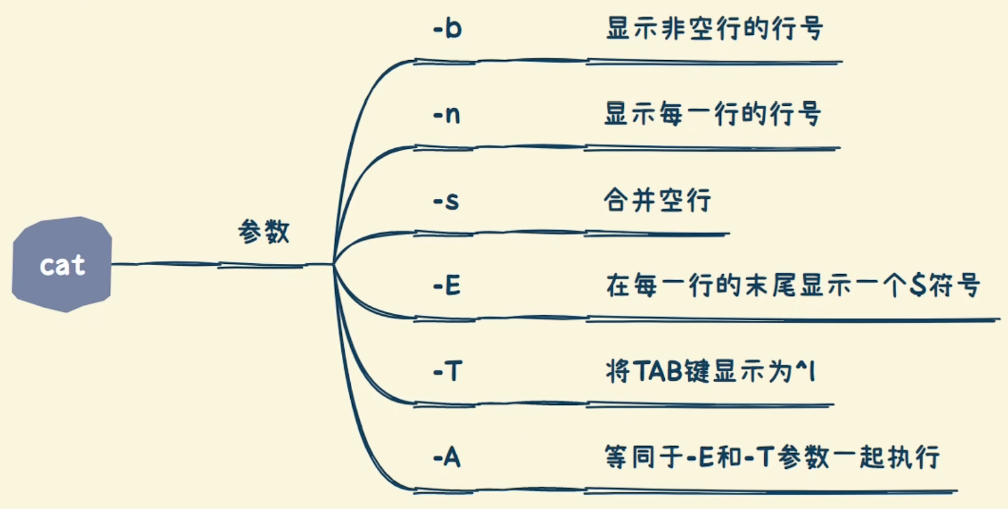 cat
参数
-b 显示非空行的行号
-n 显示每一行的行号
-s 合并空行
-E 在每一行的末尾显示一个$符号
-T 将TAB键显示为^I
-A 等同于-E和-T参数一起执行